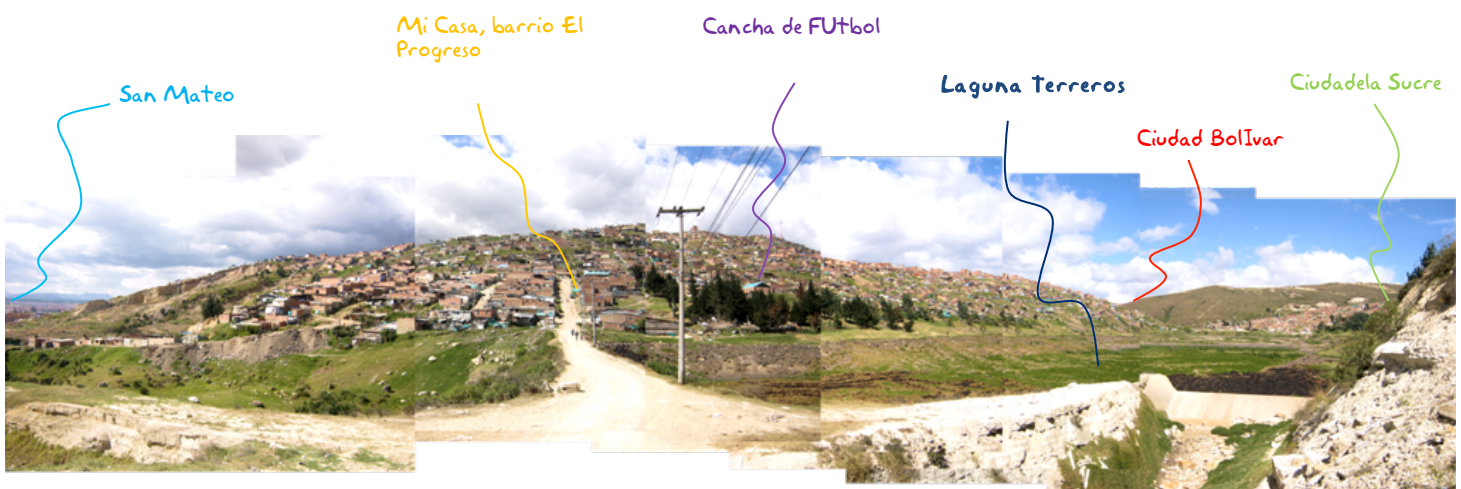 San Mateo
Mi Casa, barrio El
Progreso
Cancha de FUtbol
Laguna Terreros
Ciudad BolIvar
Ciudadela Sucre